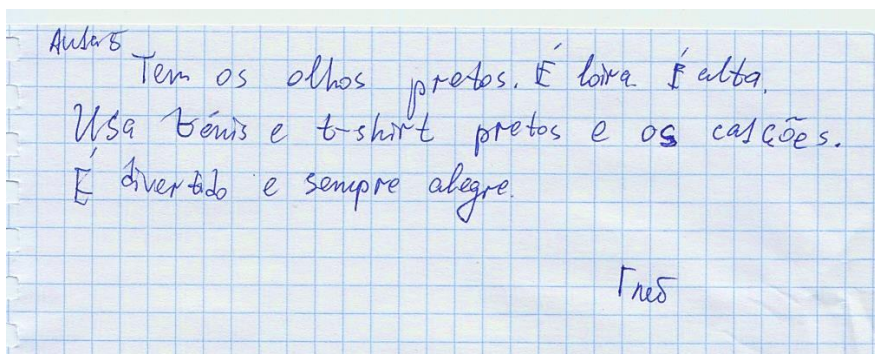 Aula 5
Tem os olhos pretos. É loira É alta.
Usa ténis e t-shirt pretos e os calções.
É divertido e sempre alegre.
Глеб